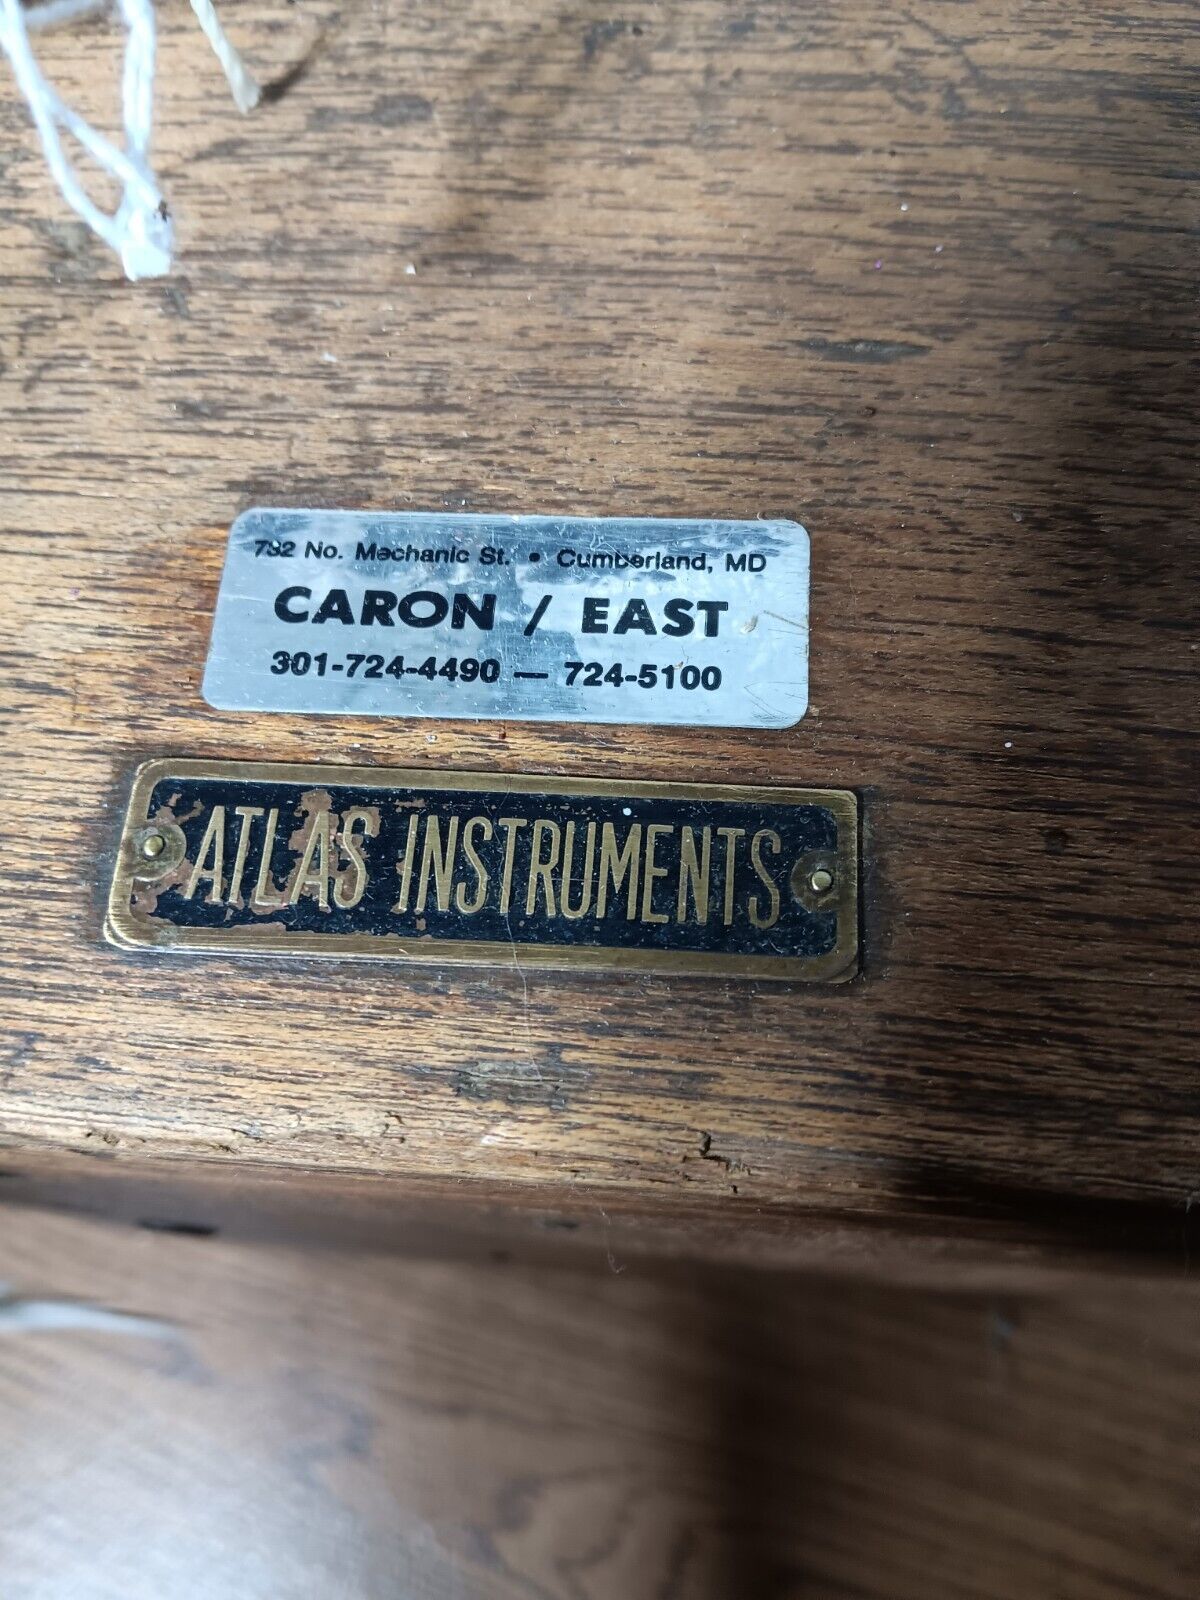 732 No. Mechanic St. • Cumberland, MD
CARON / EAST
301-724-4490 — 724-5100
ATLAS INSTRUMENTS